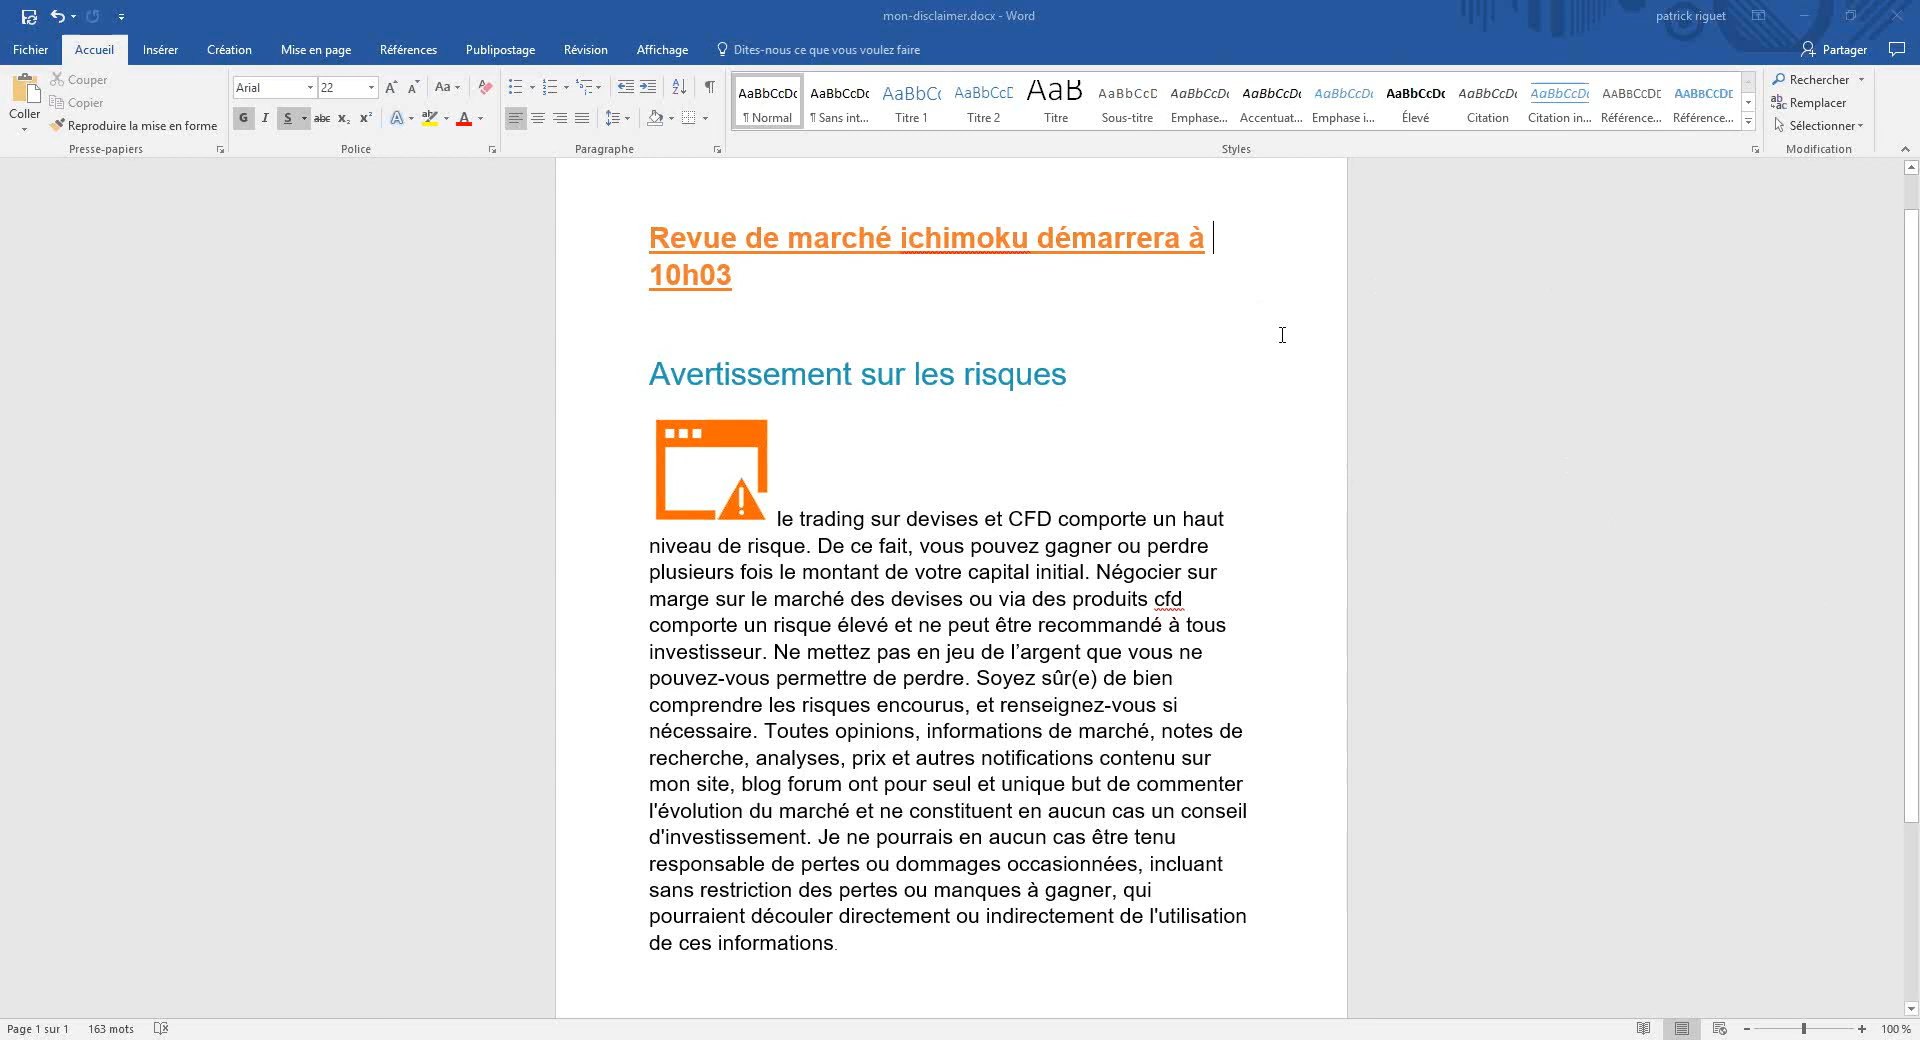 mon-disclaimer.docx - Word
patrick riguet
Fichier
Accueil
Insérer
Création
Mise en page
Références
Publipostage
Révision
Affichage
Dites-nous ce que vous voulez faire
Partager
Coller
Couper
Copier
Reproduire la mise en forme
Presse-papiers
Arial
22
Aa
G I S abc x₂ x²
A A
Police
Paragraphe
AaBbCcDc AaBbCcDc AaBbCc AaBbCcD AaB AaBbCcD AaBbCcDc AaBbCcDc AaBbCcDc AaBbCcDc AaBbCcDc AaBbCcDc AABBCCDE AABBCCDE
¶ Normal
¶ Sans int...
Titre 1
Titre 2
Titre
Sous-titre
Emphase...
Accentuat...
Emphase i...
Élevé
Citation
Citation in...
Référence...
Référence...
Styles
Rechercher
Remplacer
Sélectionner
Modification
Revue de marché ichimoku démarrera à
10h03
Avertissement sur les risques
le trading sur devises et CFD comporte un haut
niveau de risque. De ce fait, vous pouvez gagner ou perdre
plusieurs fois le montant de votre capital initial. Négocier sur
marge sur le marché des devises ou via des produits cfd
comporte un risque élevé et ne peut être recommandé à tous
investisseur. Ne mettez pas en jeu de l’argent que vous ne
pouvez-vous permettre de perdre. Soyez sûr(e) de bien
comprendre les risques encourus, et renseignez-vous si
nécessaire. Toutes opinions, informations de marché, notes de
recherche, analyses, prix et autres notifications contenu sur
mon site, blog forum ont pour seul et unique but de commenter
l'évolution du marché et ne constituent en aucun cas un conseil
d'investissement. Je ne pourrais en aucun cas être tenu
responsable de pertes ou dommages occasionnées, incluant
sans restriction des pertes ou manques à gagner, qui
pourraient découler directement ou indirectement de l'utilisation
de ces informations.
Page 1 sur 1
163 mots
100 %